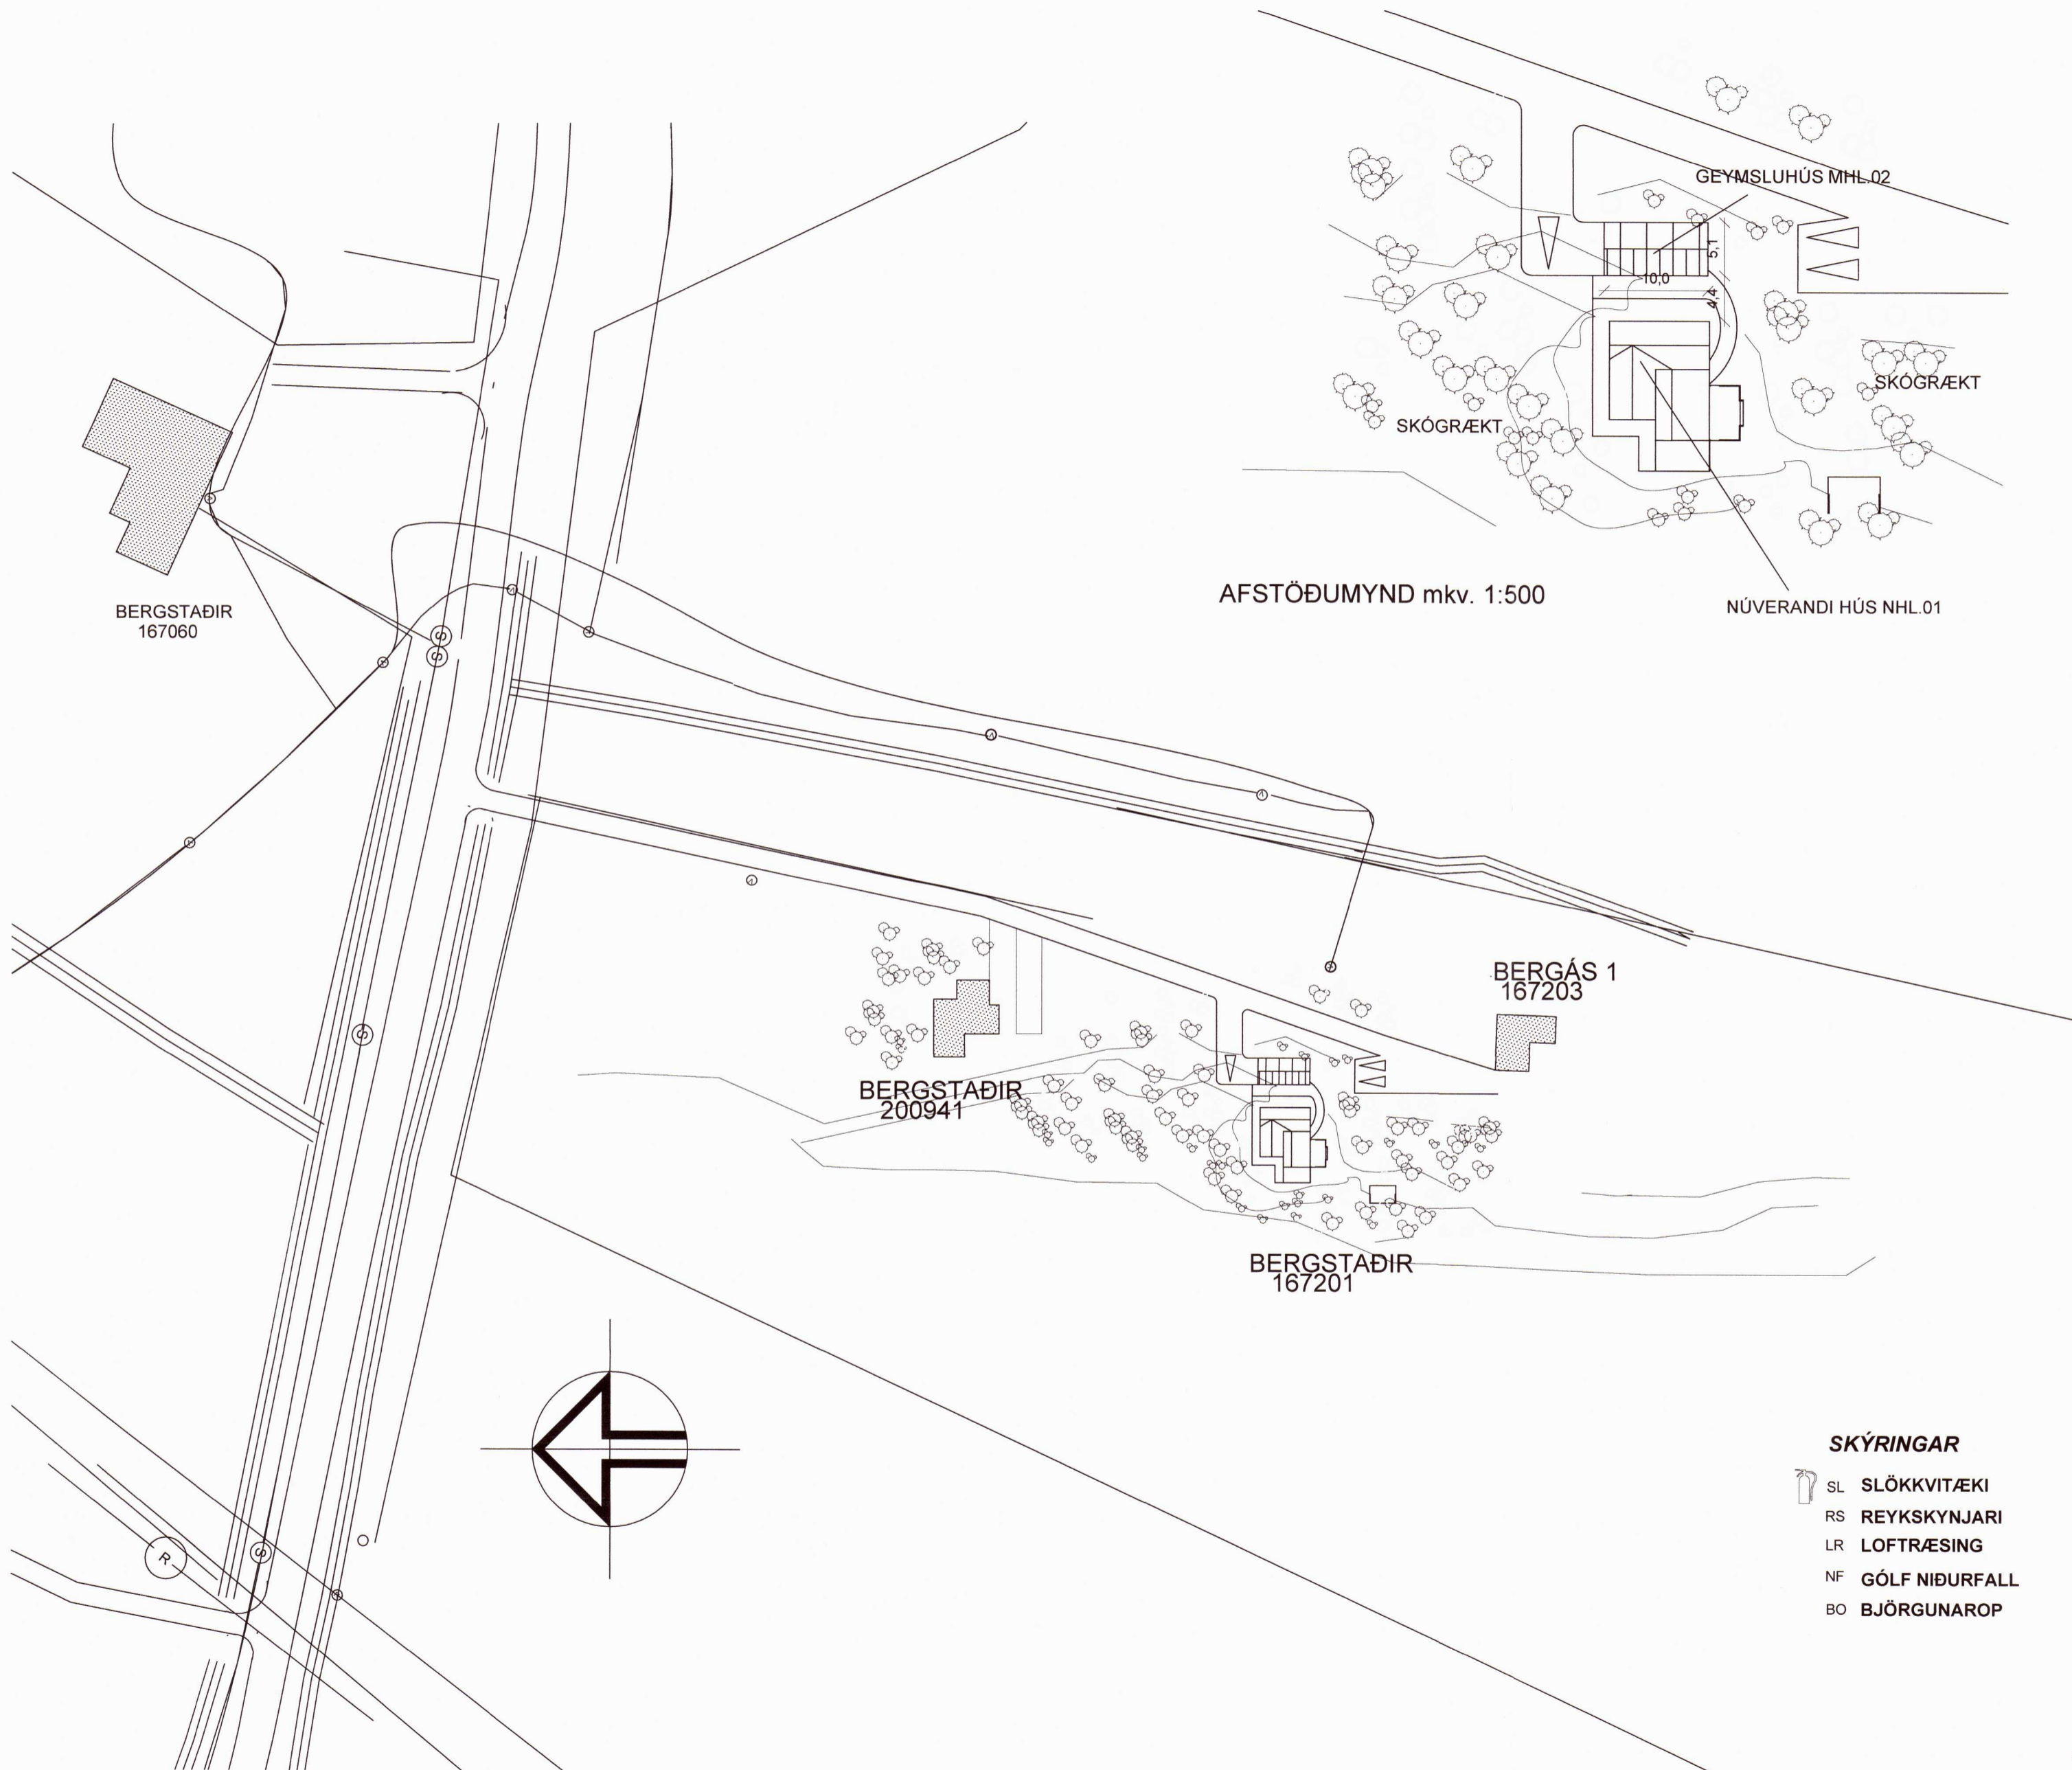 GEYMSLUHÚS MHL.02
5,1
10,0
4,4
SKÓGRÆKT
SKÓGRÆKT
AFSTÖÐUMYND mkv. 1:500
NÚVERANDI HÚS NHL.01
BERGSTAÐIR
167060
S
S
BERGÁS 1
167203
S
BERGSTAÐIR
200941
BERGSTAÐIR
167201
SKÝRINGAR
SL SLÖKKVITÆKI
RS REYKSKYNJARI
LR LOFTRÆSING
NF GÓLF NIÐURFALL
BO BJÖRGUNAROP
R
S